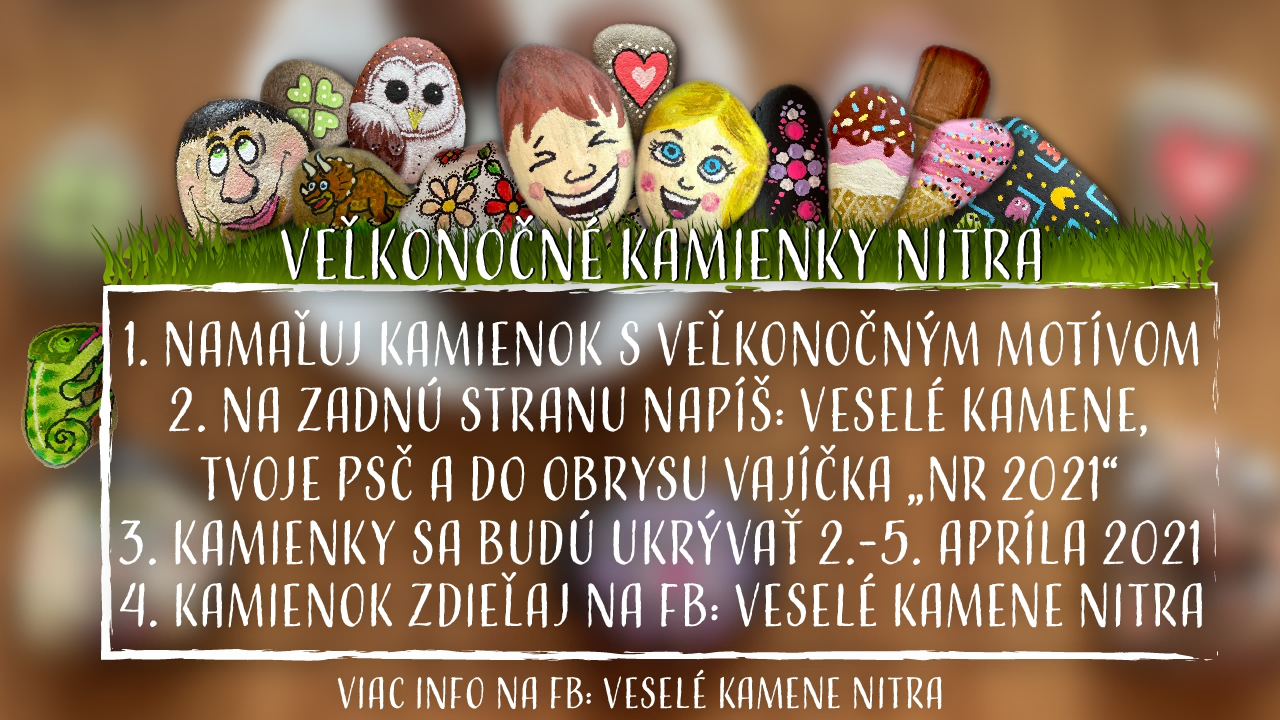 VEĽKONOČNÉ KAMIENKY NITRA
1. NAMAĽUJ KAMIENOK S VEĽKONOČNÝM MOTÍVOM
2. NA ZADNÚ STRANU NAPÍŠ: VESELÉ KAMENE,
TVOJE PSČ A DO OBRYSU VAJÍČKA „NR 2021“
3. KAMIENKY SA BUDÚ UKRÝVAŤ 2.-5. APRÍLA 2021
4. KAMIENOK ZDIEĽAJ NA FB: VESELÉ KAMENE NITRA
VIAC INFO NA FB: VESELÉ KAMENE NITRA